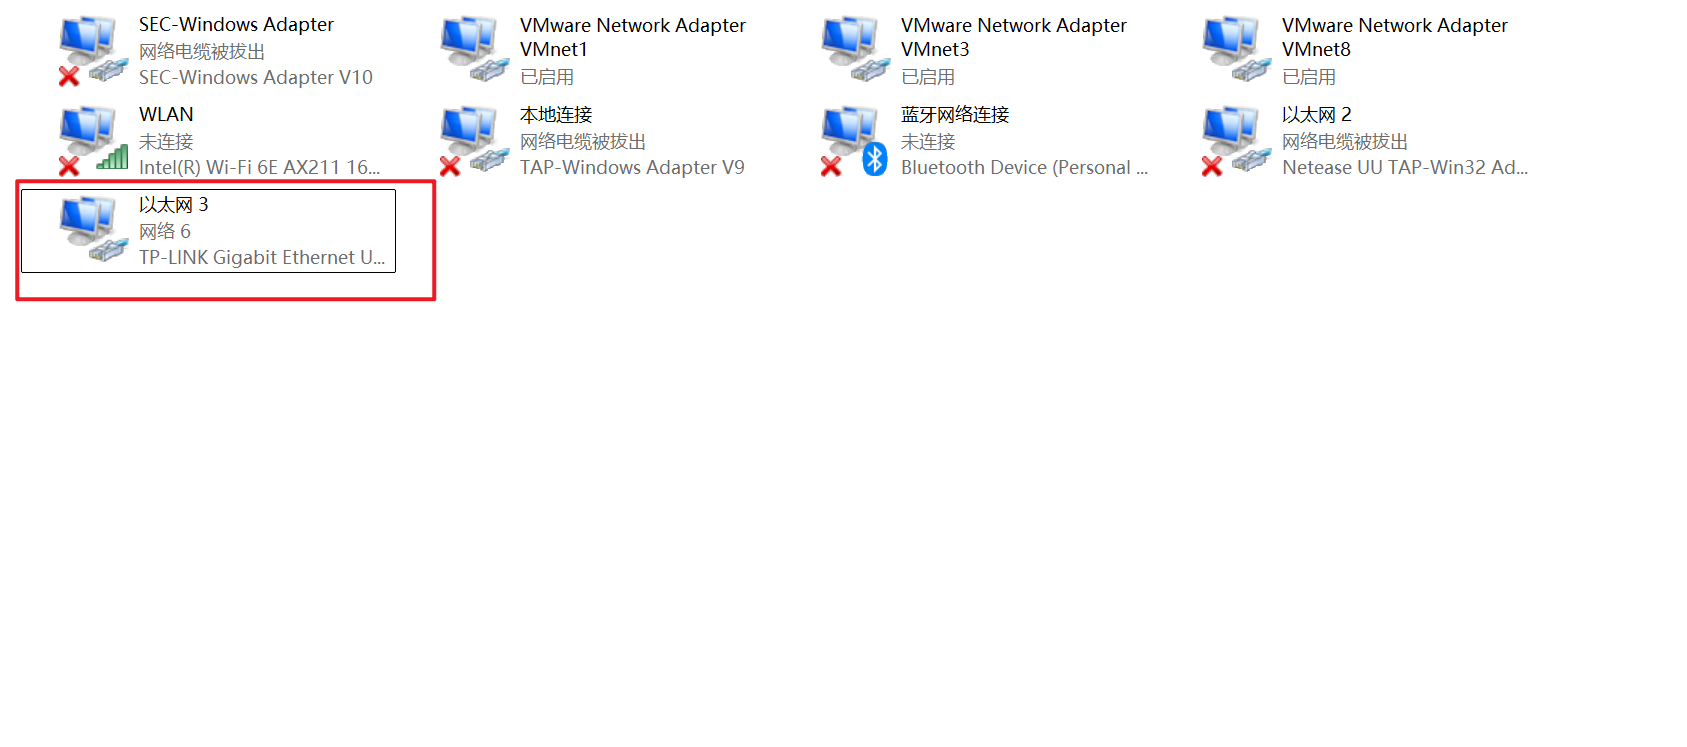 SEC-Windows Adapter
网络电缆被拔出
SEC-Windows Adapter V10
VMware Network Adapter
VMnet1
已启用
VMware Network Adapter
VMnet3
已启用
VMware Network Adapter
VMnet8
已启用
WLAN
未连接
Intel(R) Wi-Fi 6E AX211 16...
本地连接
网络电缆被拔出
TAP-Windows Adapter V9
蓝牙网络连接
未连接
Bluetooth Device (Personal ...
以太网 2
网络电缆被拔出
Netease UU TAP-Win32 Ad...
以太网 3
网络 6
TP-LINK Gigabit Ethernet U...